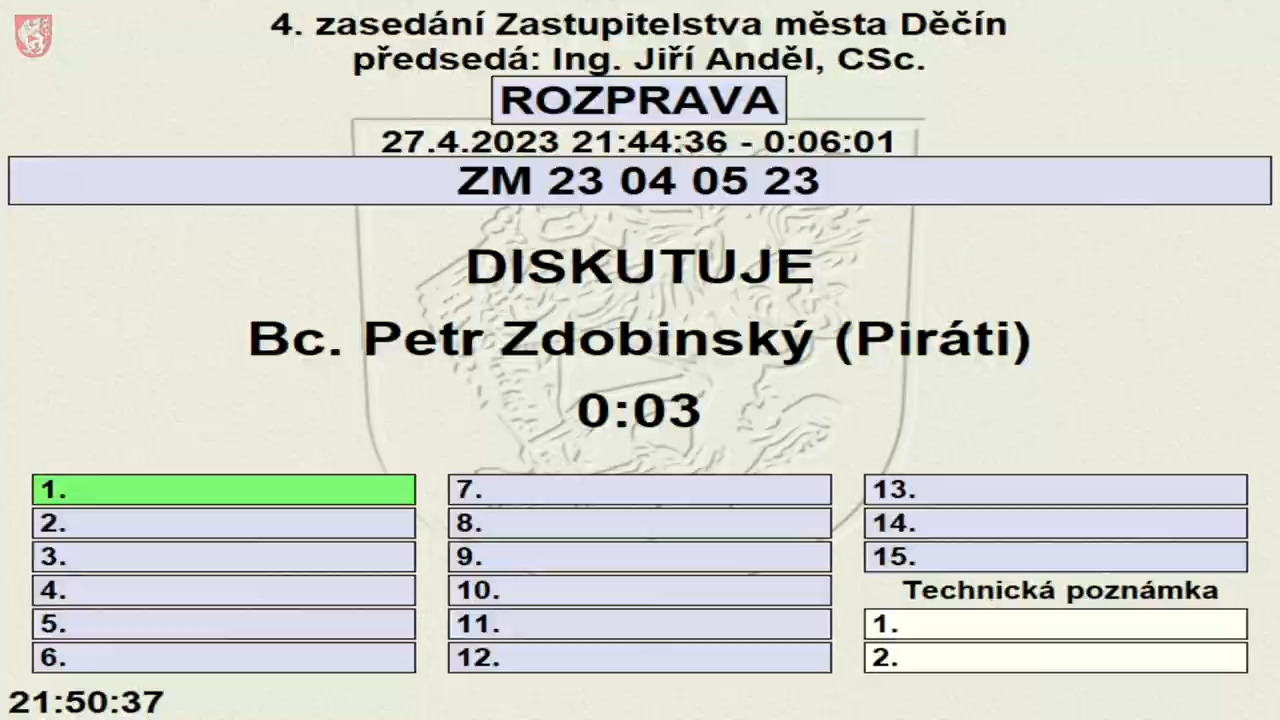 4. zasedání Zastupitelstva města Děčín
předsedá: Ing. Jiří Anděl, CSc.
ROZPRAVA
27.4.2023 21:44:36 - 0:06:01
ZM 23 04 05 23
DISKUTUJE
Bc. Petr Zdobinský (Piráti)
0:03
1.
2.
3.
4.
5.
6.
7.
8.
9.
10.
11.
12.
13.
14.
15.
Technická poznámka
1.
2.
21:50:37